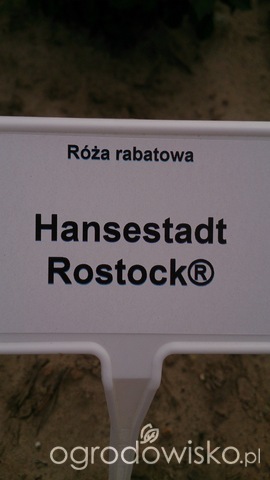 Róża rabatowa
Hansestadt
Rostock®
ogrodowisko.pl